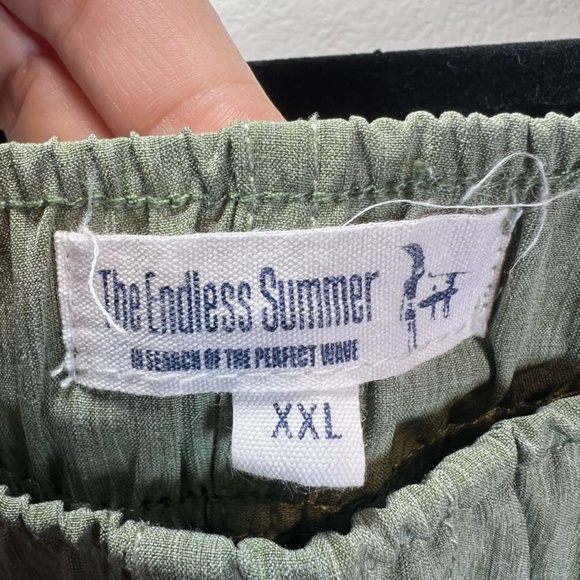 The Endless Summer
IN SEARCH OF THE PERFECT WAVE
XXL